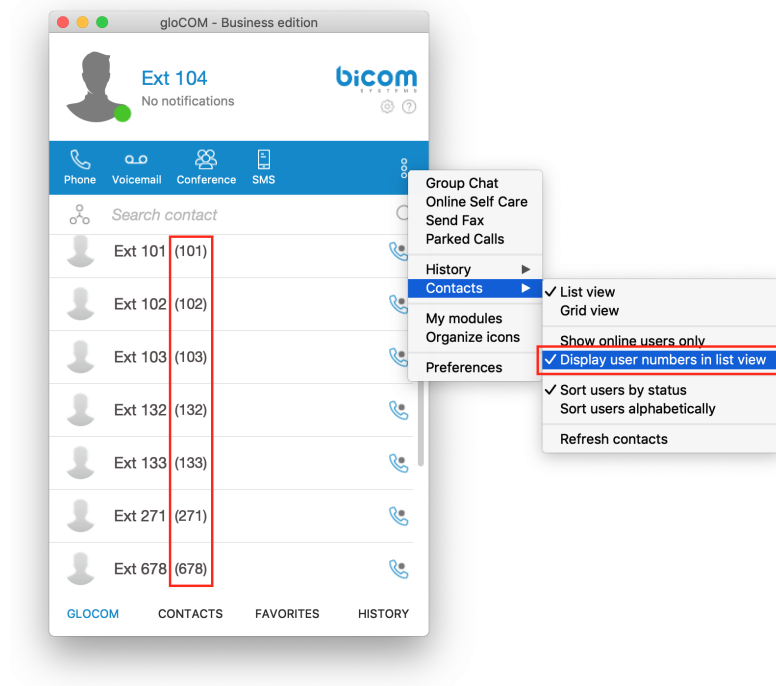 gloCOM - Business edition
Ext 104
No notifications
bicom
SYSTEMS
Phone Voicemail Conference SMS
Search contact
Ext 101 (101)
Ext 102 (102)
Ext 103 (103)
Ext 132 (132)
Ext 133 (133)
Ext 271 (271)
Ext 678 (678)
GLOCOM CONTACTS FAVORITES HISTORY
Group Chat
Online Self Care
Send Fax
Parked Calls
History
Contacts
My modules
Organize icons
Preferences
List view
Grid view
Show online users only
Display user numbers in list view
Sort users by status
Sort users alphabetically
Refresh contacts